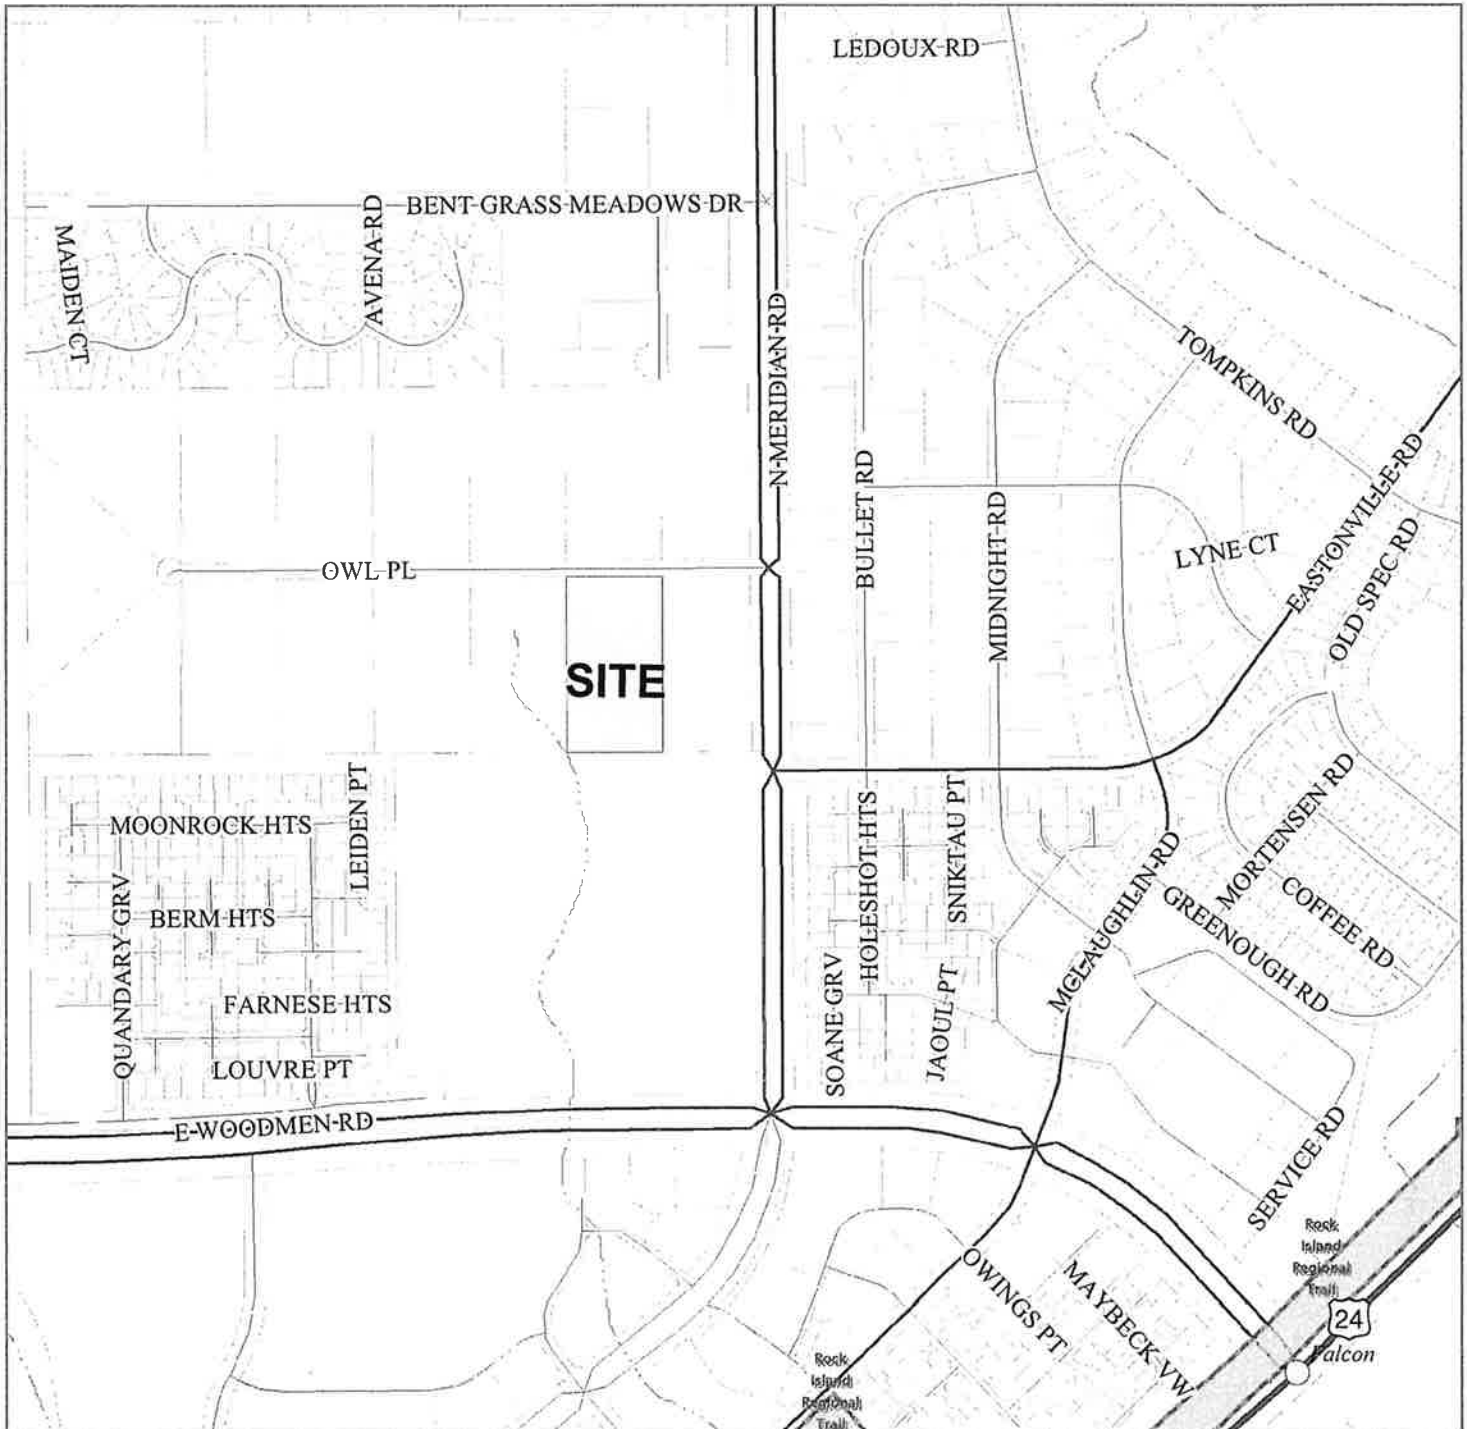 LEDOUX RD
BENT GRASS MEADOWS DR
AVENA RD
MAIDEN CT
N MERIDIAN RD
TOMPKINS RD
EASTONVILLE RD
OLD SPEC RD
BULLET RD
MIDNIGHT RD
LYNE CT
OWL PL
SITE
LEIDEN PT
MOONROCK HTS
QUANDARY GRV
BERM HTS
FARNESE HTS
LOUVRE PT
E WOODMEN RD
HOLESHOT HTS
SNIKTAU PT
SOANE GRV
JAOUL PT
MCLAUGHLIN RD
MORTENSEN RD
COFFEE RD
GREENOUGH RD
SERVICE RD
OWINGS PT
MAYBECK VW
Rock
Island
Regional
Trail
24
Falcon
Rock
Island
Regional
Trail